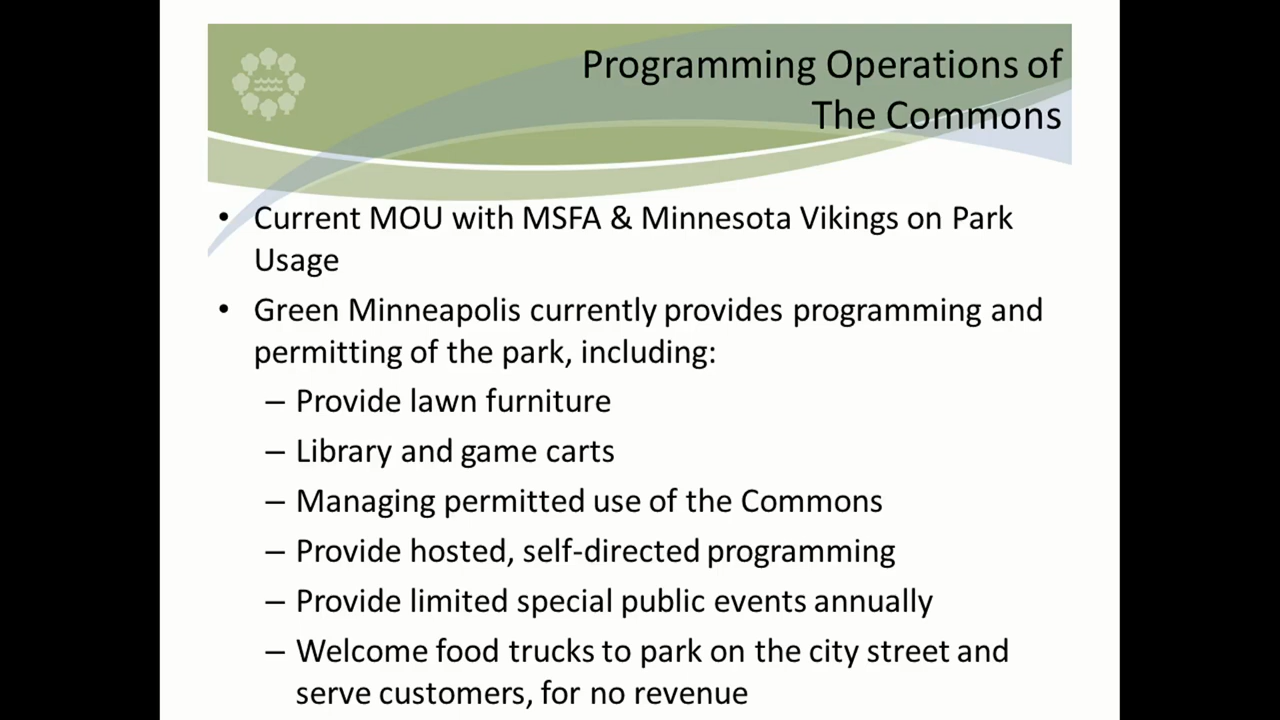 Programming Operations of
The Commons
• Current MOU with MSFA & Minnesota Vikings on Park
Usage
• Green Minneapolis currently provides programming and
permitting of the park, including:
– Provide lawn furniture
– Library and game carts
– Managing permitted use of the Commons
– Provide hosted, self-directed programming
– Provide limited special public events annually
– Welcome food trucks to park on the city street and
serve customers, for no revenue